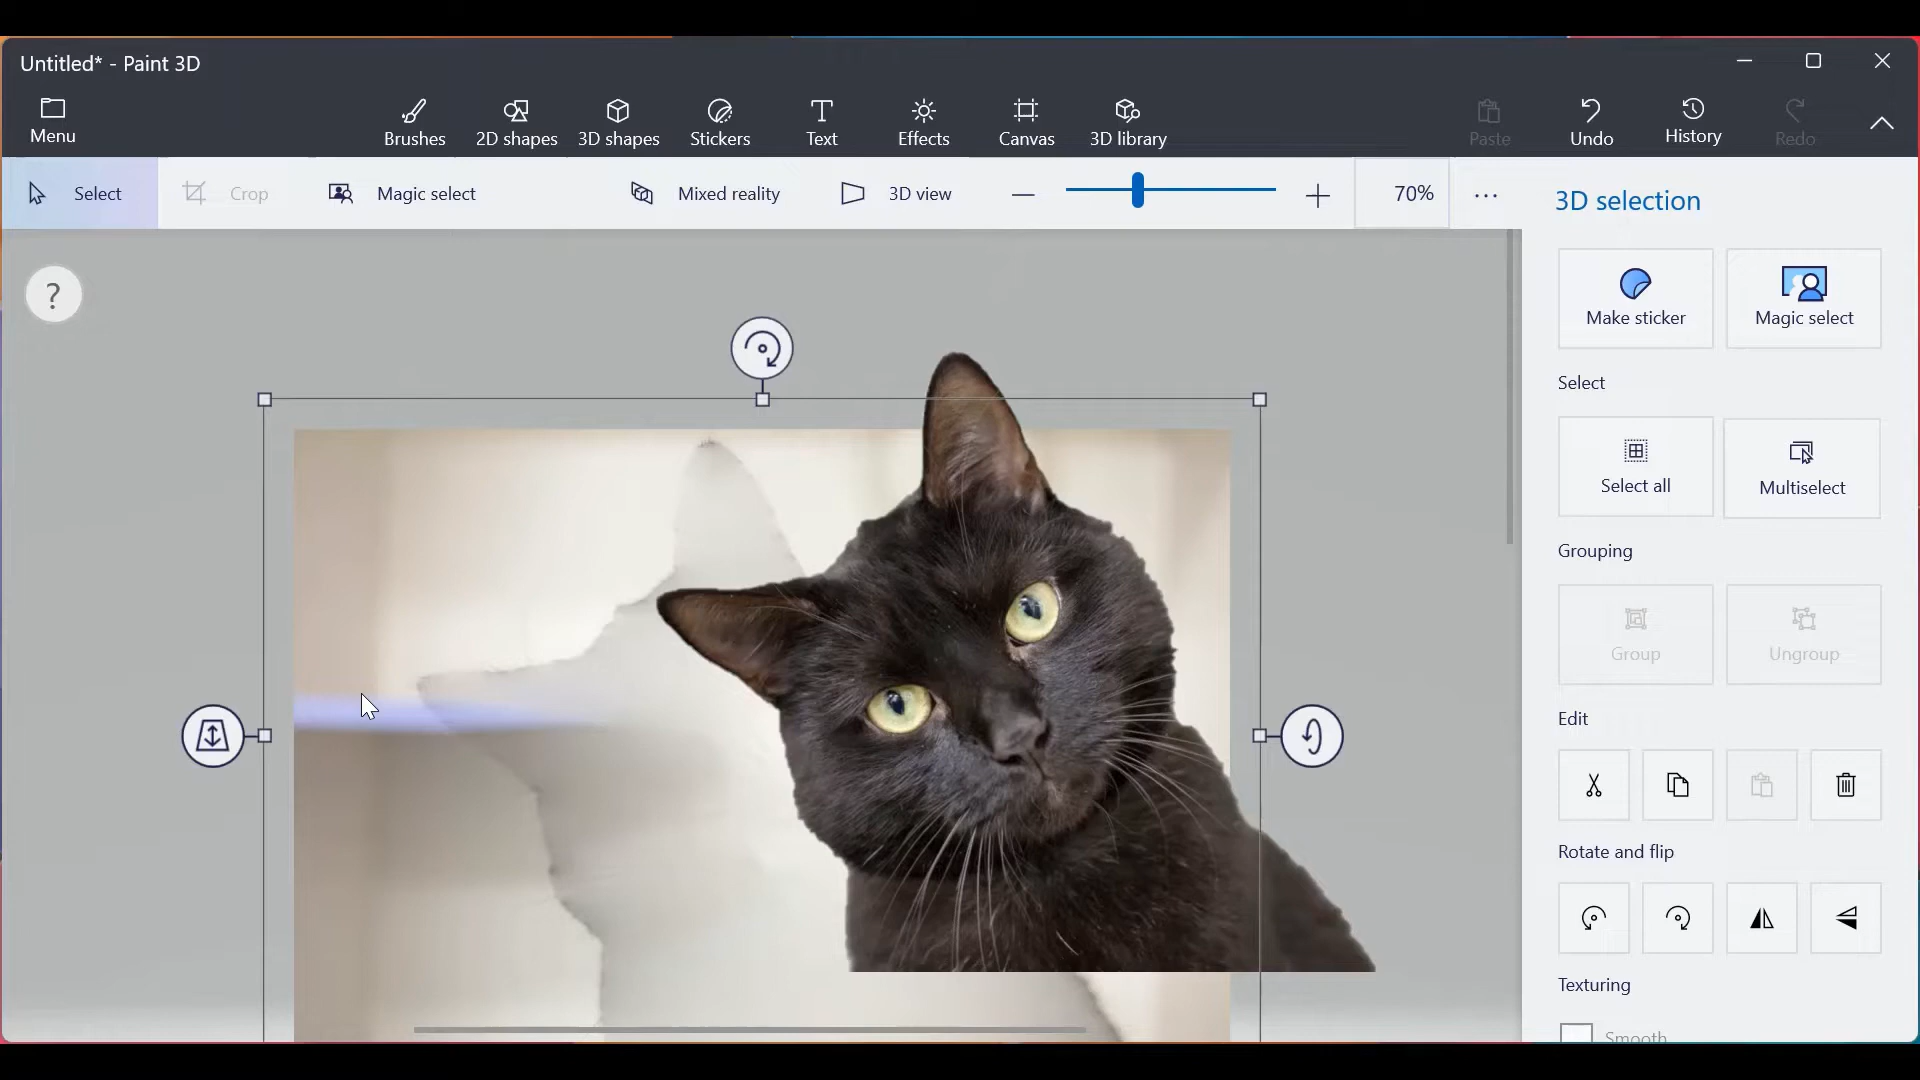 Untitled* - Paint 3D
Menu
Brushes
2D shapes
3D shapes
Stickers
Text
Effects
Canvas
3D library
Paste
Undo
History
Redo
Select
Crop
Magic select
Mixed reality
3D view
70%
?
3D selection
Make sticker
Magic select
Select
Select all
Multiselect
Grouping
Group
Ungroup
Edit
Rotate and flip
Texturing
Smooth